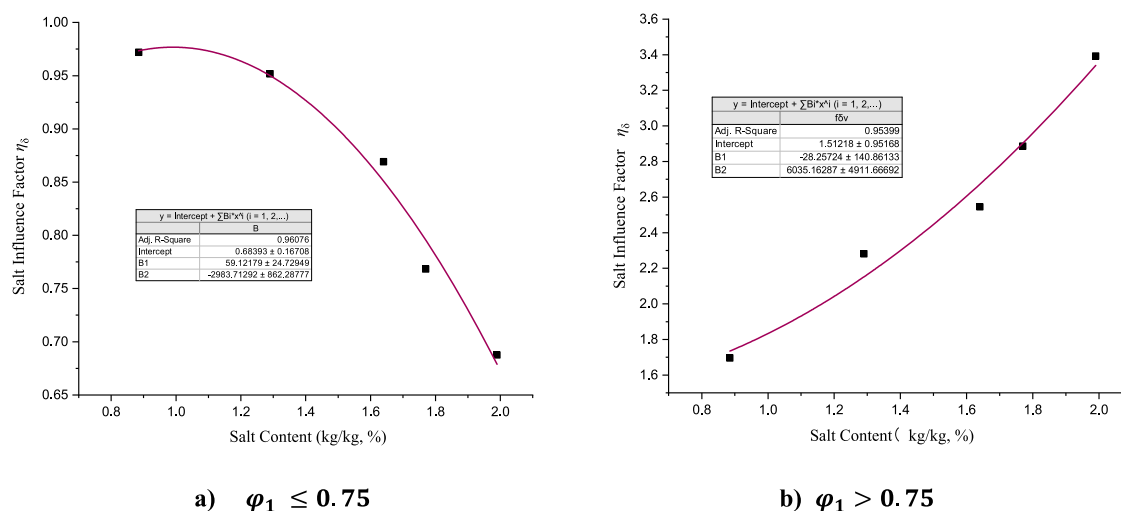 1.00
0.95
0.90
0.85
0.80
0.75
0.70
0.65
Salt Influence Factor ηδ
y = Intercept + ∑Bi*x^i (i = 1, 2,...)
B
Adj. R-Square 0.96076
Intercept 0.68393 ± 0.16708
B1 59.12179 ± 24.72949
B2 -2983.71292 ± 862.28777
0.8 1.0 1.2 1.4 1.6 1.8 2.0
Salt Content (kg/kg, %)
a) φ1 ≤ 0.75
3.6
3.4
3.2
3.0
2.8
2.6
2.4
2.2
2.0
1.8
1.6
Salt Influence Factor ηδ
y = Intercept + ∑Bi*x^i (i = 1, 2,...)
fδv
Adj. R-Square 0.95399
Intercept 1.51218 ± 0.95168
B1 -28.25724 ± 140.86133
B2 6035.16287 ± 4911.66692
0.8 1.0 1.2 1.4 1.6 1.8 2.0
Salt Content( kg/kg, %)
b) φ1 > 0.75